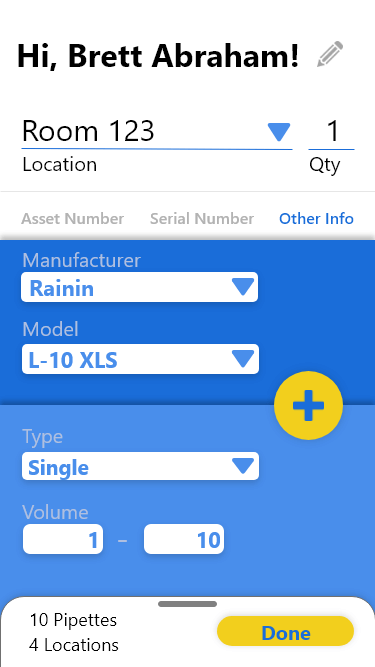 Hi, Brett Abraham!
Room 123 1
Location Qty
Asset Number Serial Number Other Info
Manufacturer
Rainin
Model
L-10 XLS
Type
Single
Volume
1 - 10
10 Pipettes
4 Locations
Done